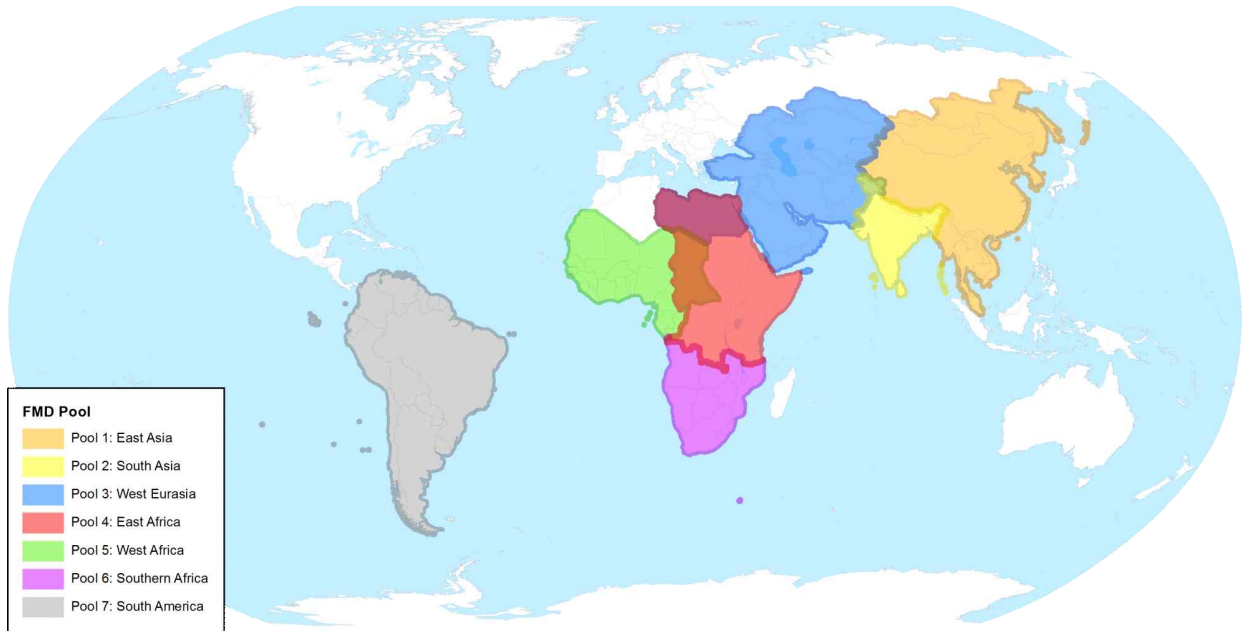 FMD Pool
Pool 1: East Asia
Pool 2: South Asia
Pool 3: West Eurasia
Pool 4: East Africa
Pool 5: West Africa
Pool 6: Southern Africa
Pool 7: South America